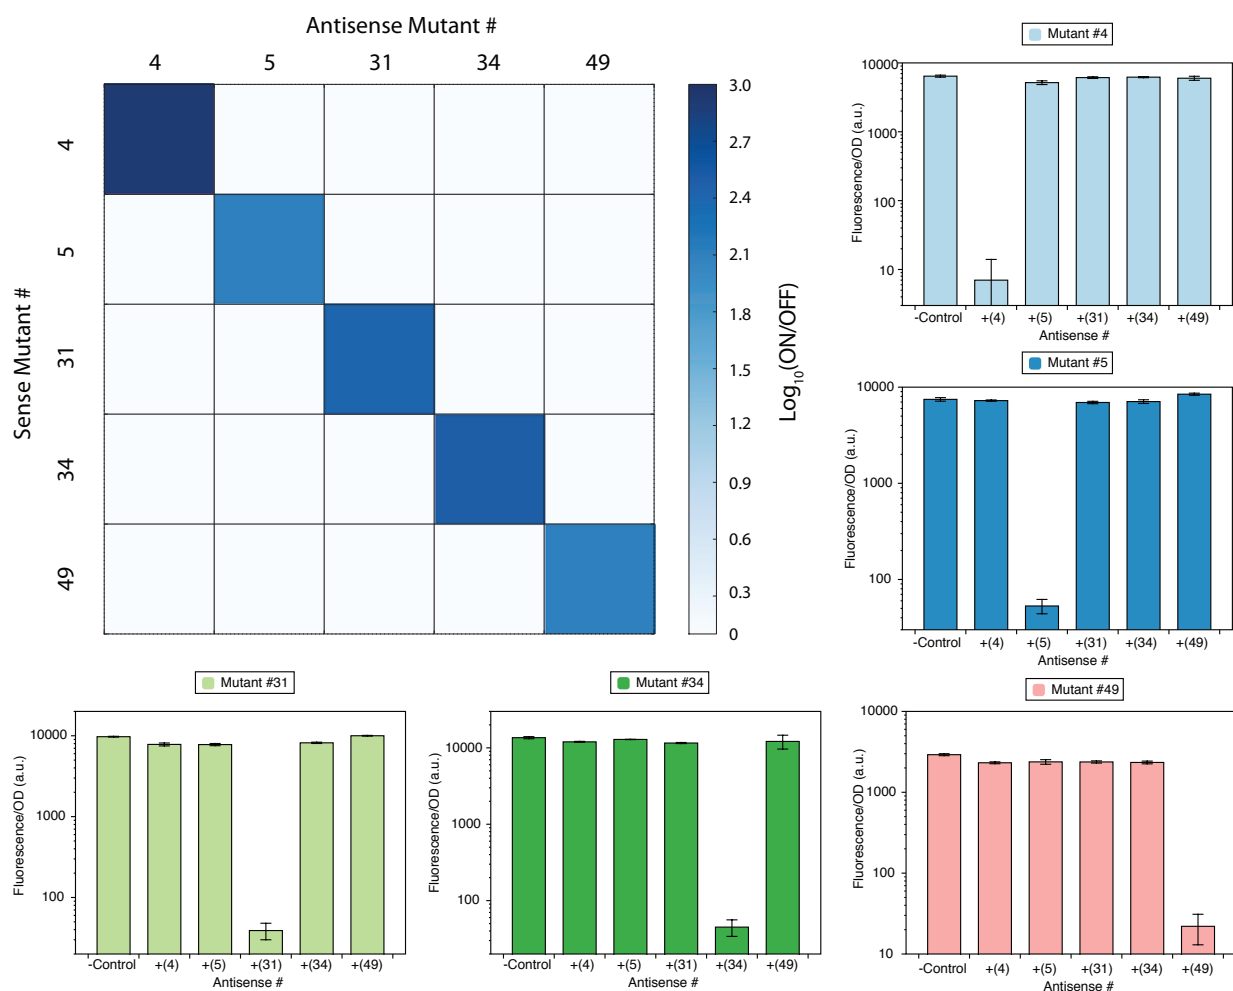 Antisense Mutant #
4 5 31 34 49
Sense Mutant #
4
5
31
34
49
3.0
2.7
2.4
2.1
1.8
1.5
1.2
0.9
0.6
0.3
0
Log10(ON/OFF)
Mutant #4
Fluorescence/OD (a.u.)
10000
1000
100
10
-Control +(4) +(5) +(31) +(34) +(49)
Antisense #
Mutant #5
Fluorescence/OD (a.u.)
10000
1000
100
-Control +(4) +(5) +(31) +(34) +(49)
Antisense #
Mutant #31
Fluorescence/OD (a.u.)
10000
1000
100
-Control +(4) +(5) +(31) +(34) +(49)
Antisense #
Mutant #34
Fluorescence/OD (a.u.)
10000
1000
100
-Control +(4) +(5) +(31) +(34) +(49)
Antisense #
Mutant #49
Fluorescence/OD (a.u.)
10000
1000
100
10
-Control +(4) +(5) +(31) +(34) +(49)
Antisense #